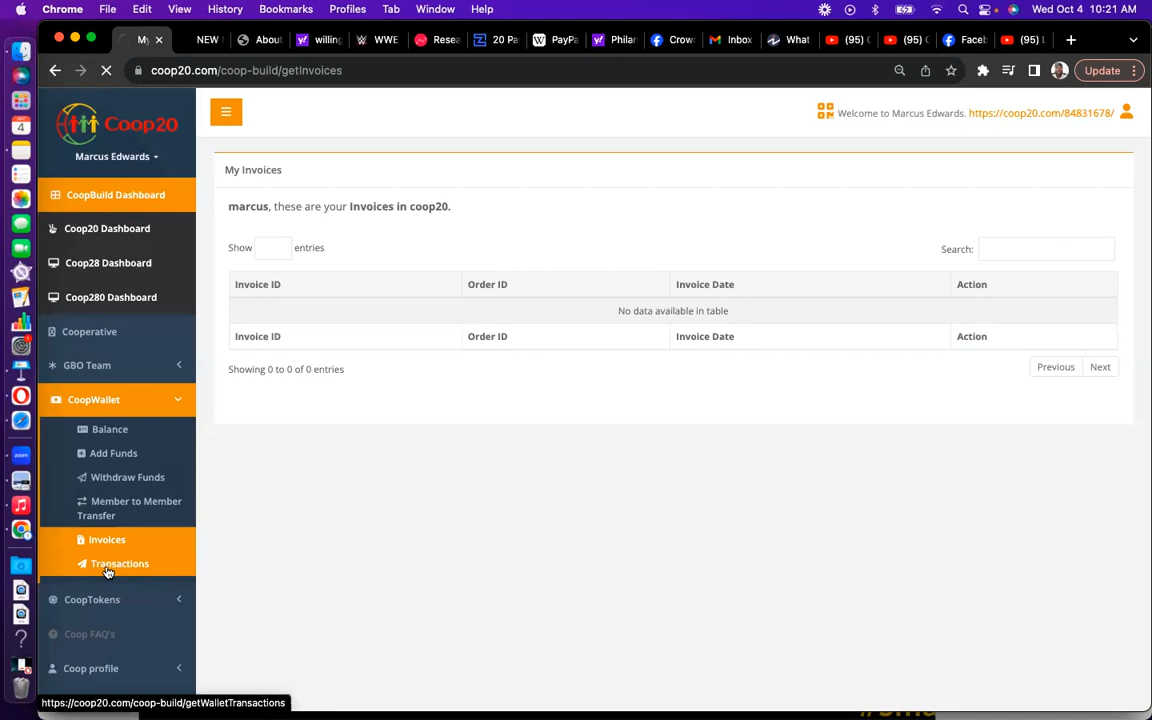 Chrome File Edit View History Bookmarks Profiles Tab Window Help Wed Oct 4 10:21 AM
My NEW Abou willing WWE Resea 20 Pa PayPa Philan Crow Inbox What (95) (95) Faceb (95)
coop20.com/coop-build/getInvoices Update
Coop20
Marcus Edwards
Welcome to Marcus Edwards. https://coop20.com/84831678/
CoopBuild Dashboard
Coop20 Dashboard
Coop28 Dashboard
Coop280 Dashboard
Cooperative
GBO Team
CoopWallet
Balance
Add Funds
Withdraw Funds
Member to Member
Transfer
Invoices
Transactions
CoopTokens
Coop FAQ's
Coop profile
My Invoices
marcus, these are your Invoices in coop20.
Show entries Search:
Invoice ID Order ID Invoice Date Action
No data available in table
Invoice ID Order ID Invoice Date Action
Showing 0 to 0 of 0 entries Previous Next
https://coop20.com/coop-build/getWalletTransactions